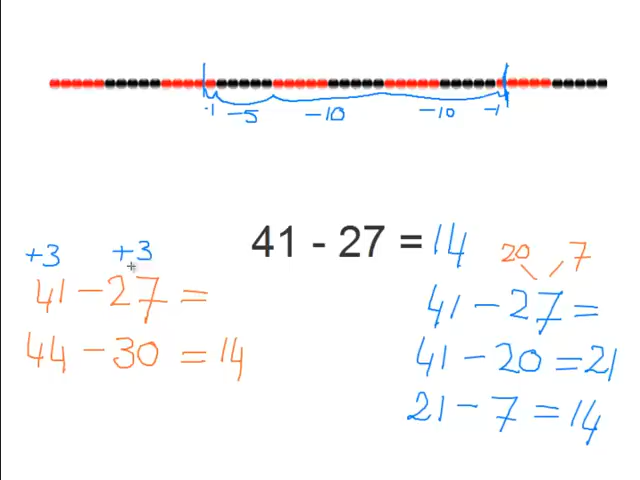 -1 -5 -10 -10 -1
41 - 27 = 14
+3 +3
41 - 27 =
44 - 30 = 14
20 7
41 - 27 =
41 - 20 = 21
21 - 7 = 14